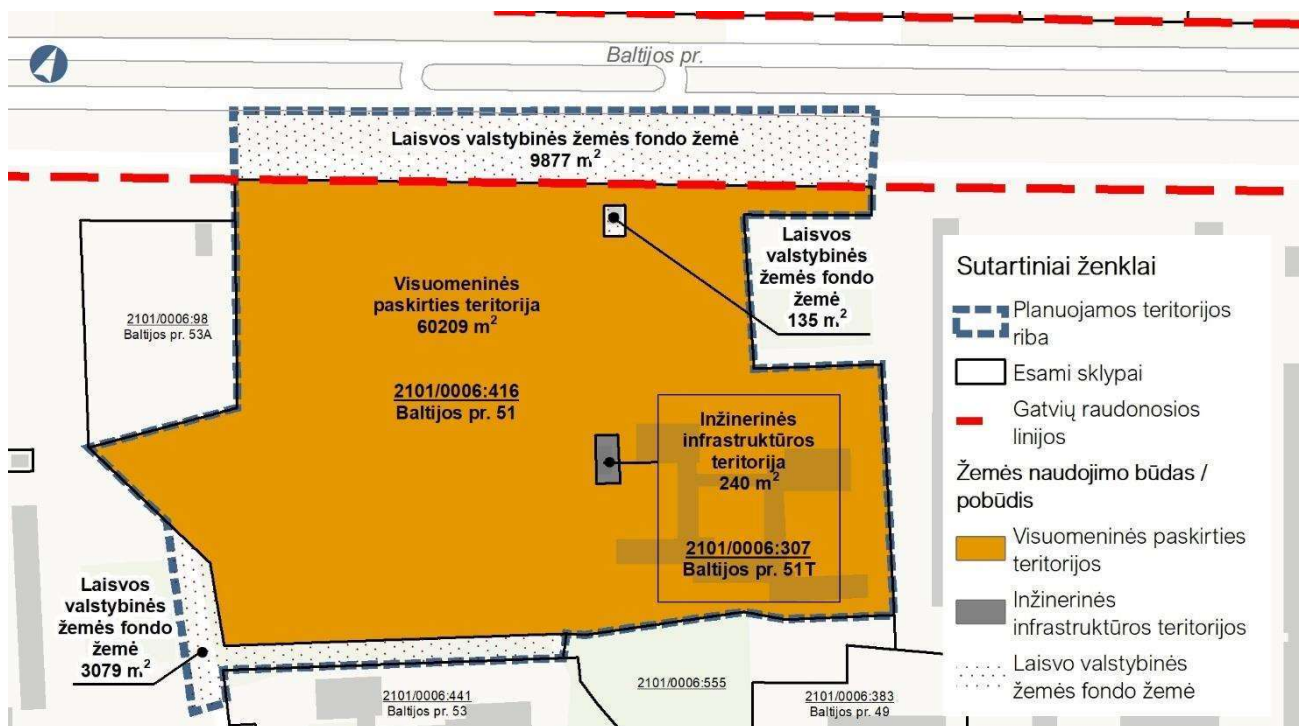 Baltijos pr.
Laisvos valstybinės žemės fondo žemė
9877 m²
Laisvos
valstybinės
žemės fondo
žemė
135 m²
Visuomeninės
paskirties teritorija
60209 m²
2101/0006:98
Baltijos pr. 53A
2101/0006:416
Baltijos pr. 51
Inžinerinės
infrastruktūros
teritorija
240 m²
2101/0006:307
Baltijos pr. 51T
Laisvos
valstybinės
žemės fondo
žemė
3079 m²
2101/0006:441
Baltijos pr. 53
2101/0006:555
2101/0006:383
Baltijos pr. 49
Sutartiniai ženklai
Planuojamos teritorijos
riba
Esami sklypai
Gatvių raudonosios
linijos
Žemės naudojimo būdas /
pobūdis
Visuomeninės paskirties
teritorijos
Inžinerinės
infrastruktūros teritorijos
Laisvo valstybinės
žemės fondo žemė